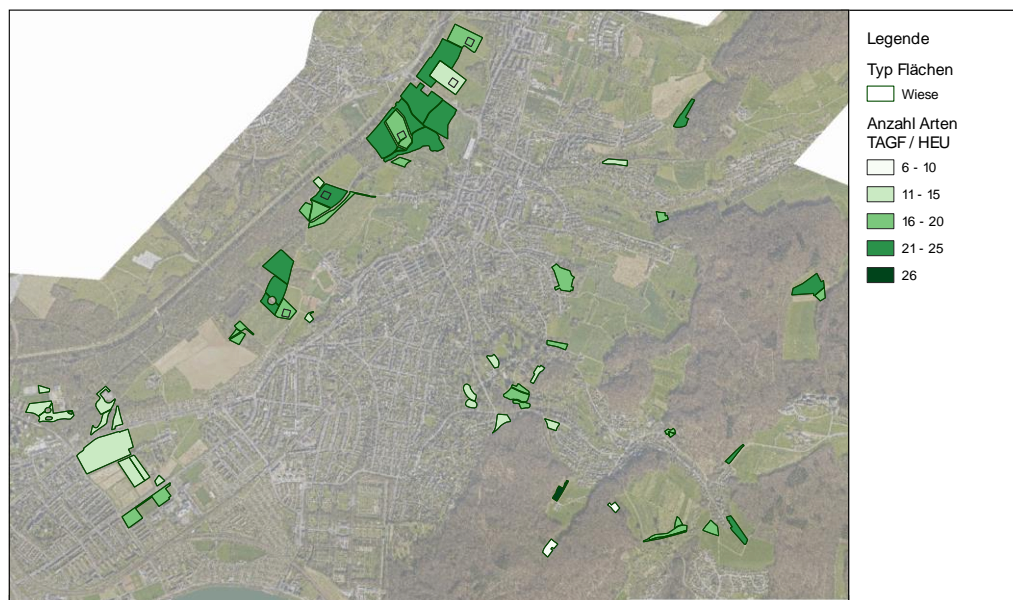 Legende
Typ Flächen
Wiese
Anzahl Arten
TAGF / HEU
6 - 10
11 - 15
16 - 20
21 - 25
26